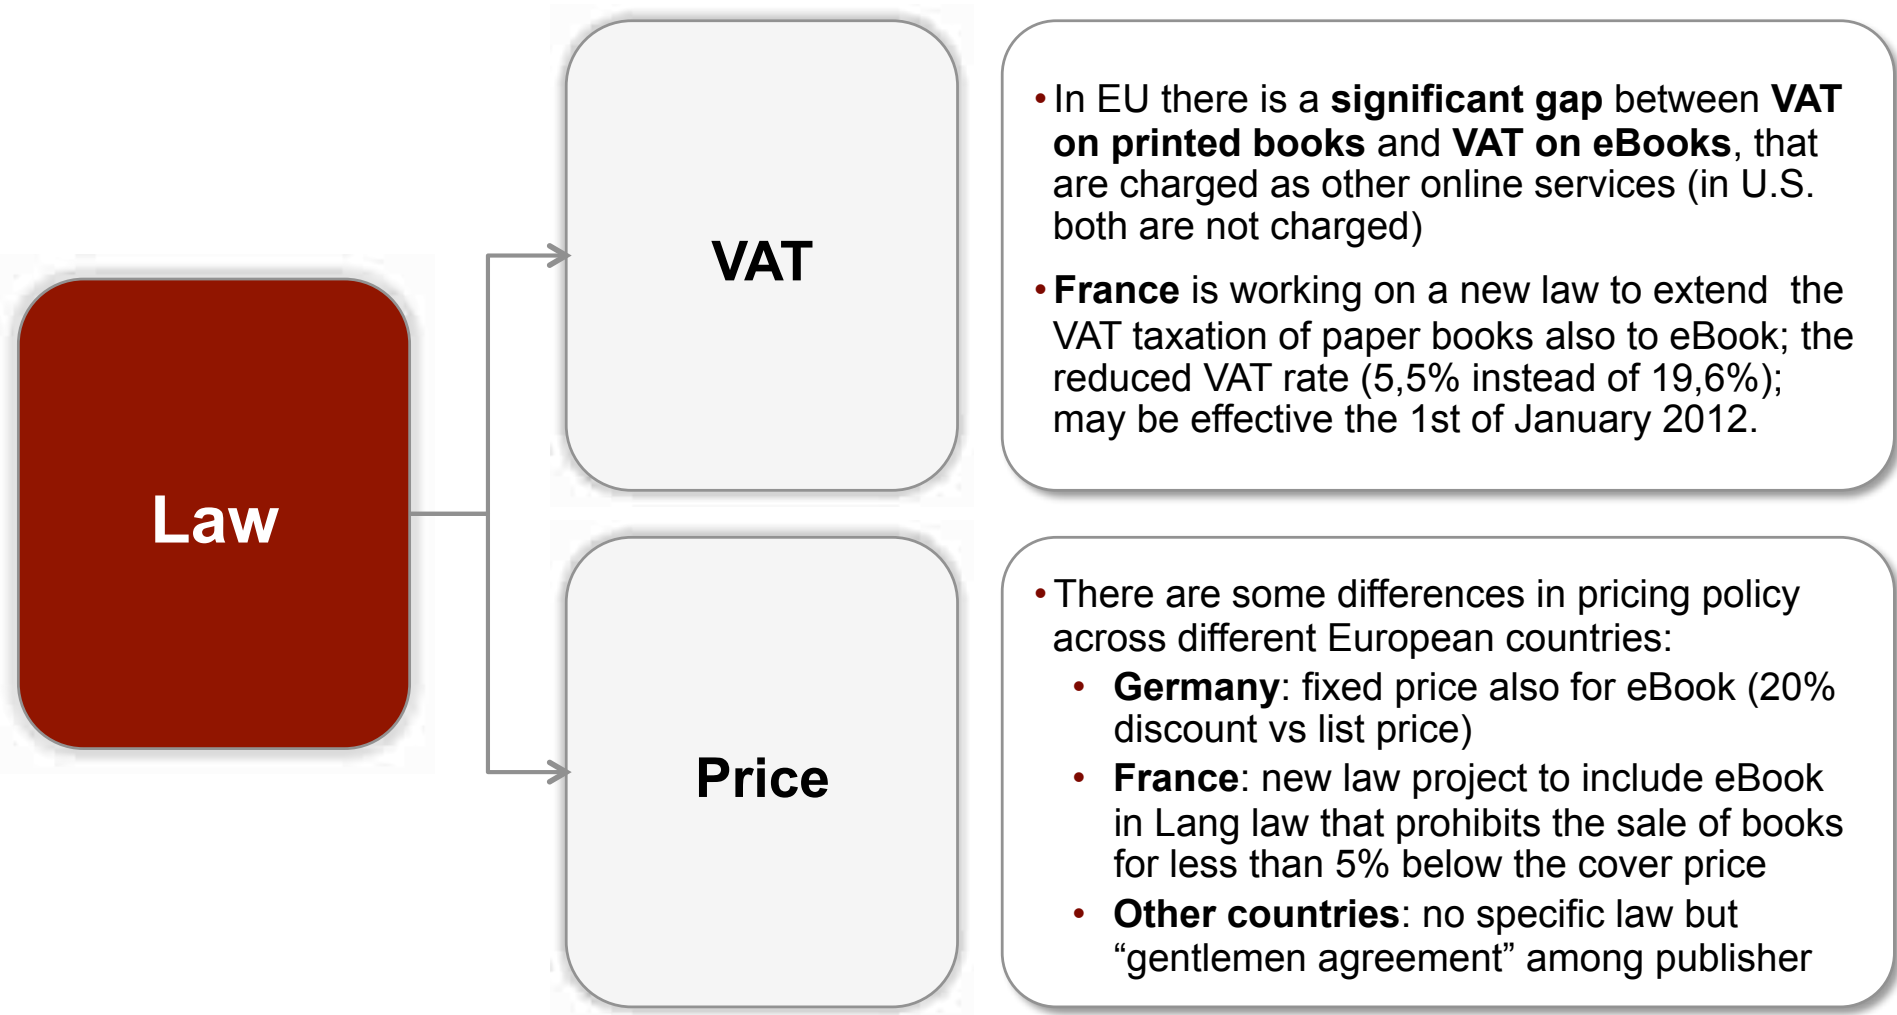 Law
VAT
• In EU there is a significant gap between VAT
on printed books and VAT on eBooks, that
are charged as other online services (in U.S.
both are not charged)
• France is working on a new law to extend  the
VAT taxation of paper books also to eBook; the
reduced VAT rate (5,5% instead of 19,6%);
may be effective the 1st of January 2012.
Price
• There are some differences in pricing policy
across different European countries:
• Germany: fixed price also for eBook (20%
discount vs list price)
• France: new law project to include eBook
in Lang law that prohibits the sale of books
for less than 5% below the cover price
• Other countries: no specific law but
“gentlemen agreement” among publisher